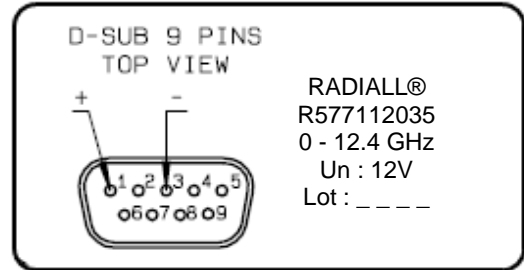 D-SUB 9 PINS
TOP VIEW
+ -
1 2 3 4 5
6 7 8 9
RADIALL®
R577112035
0 - 12.4 GHz
Un : 12V
Lot : _ _ _ _